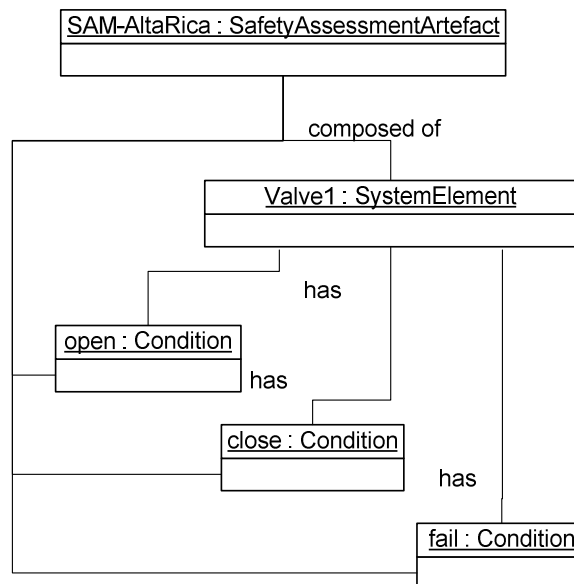 SAM-AltaRica : SafetyAssessmentArtefact
composed of
Valve1 : SystemElement
has
open : Condition
has
close : Condition
has
fail : Condition